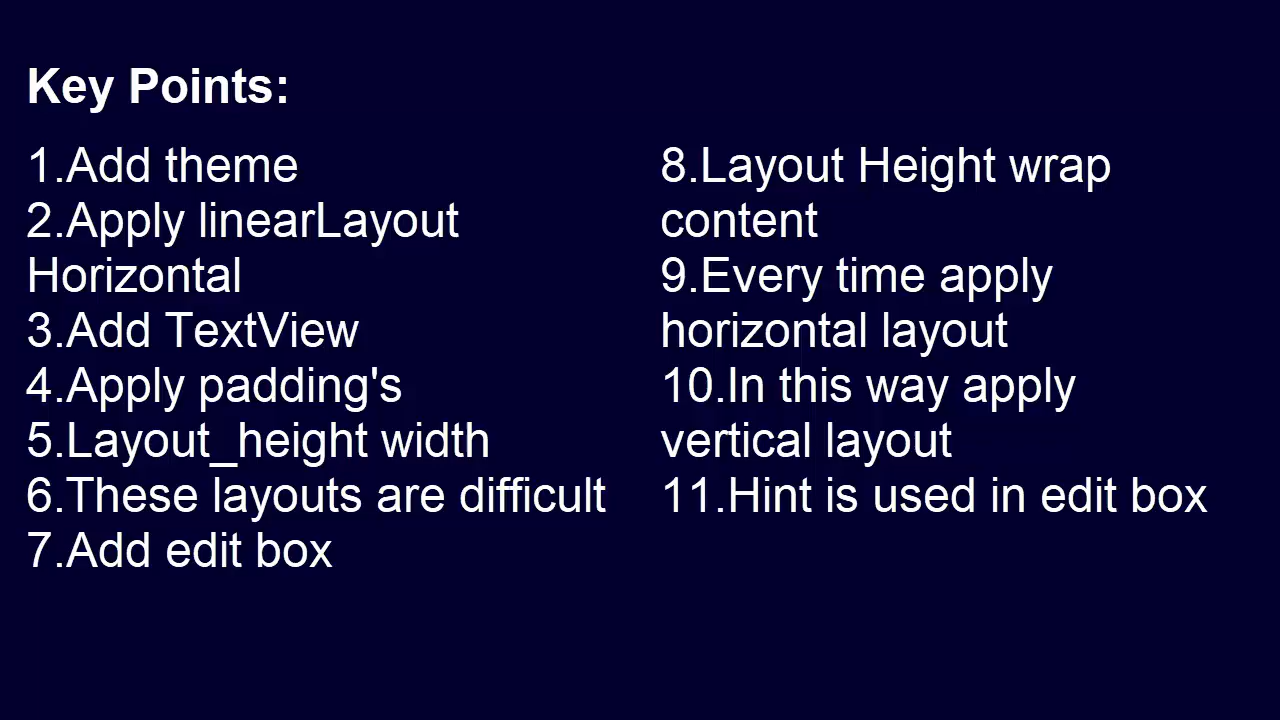 Key Points:
1.Add theme
2.Apply linearLayout
Horizontal
3.Add TextView
4.Apply padding's
5.Layout_height width
6.These layouts are difficult
7.Add edit box
8.Layout Height wrap
content
9.Every time apply
horizontal layout
10.In this way apply
vertical layout
11.Hint is used in edit box